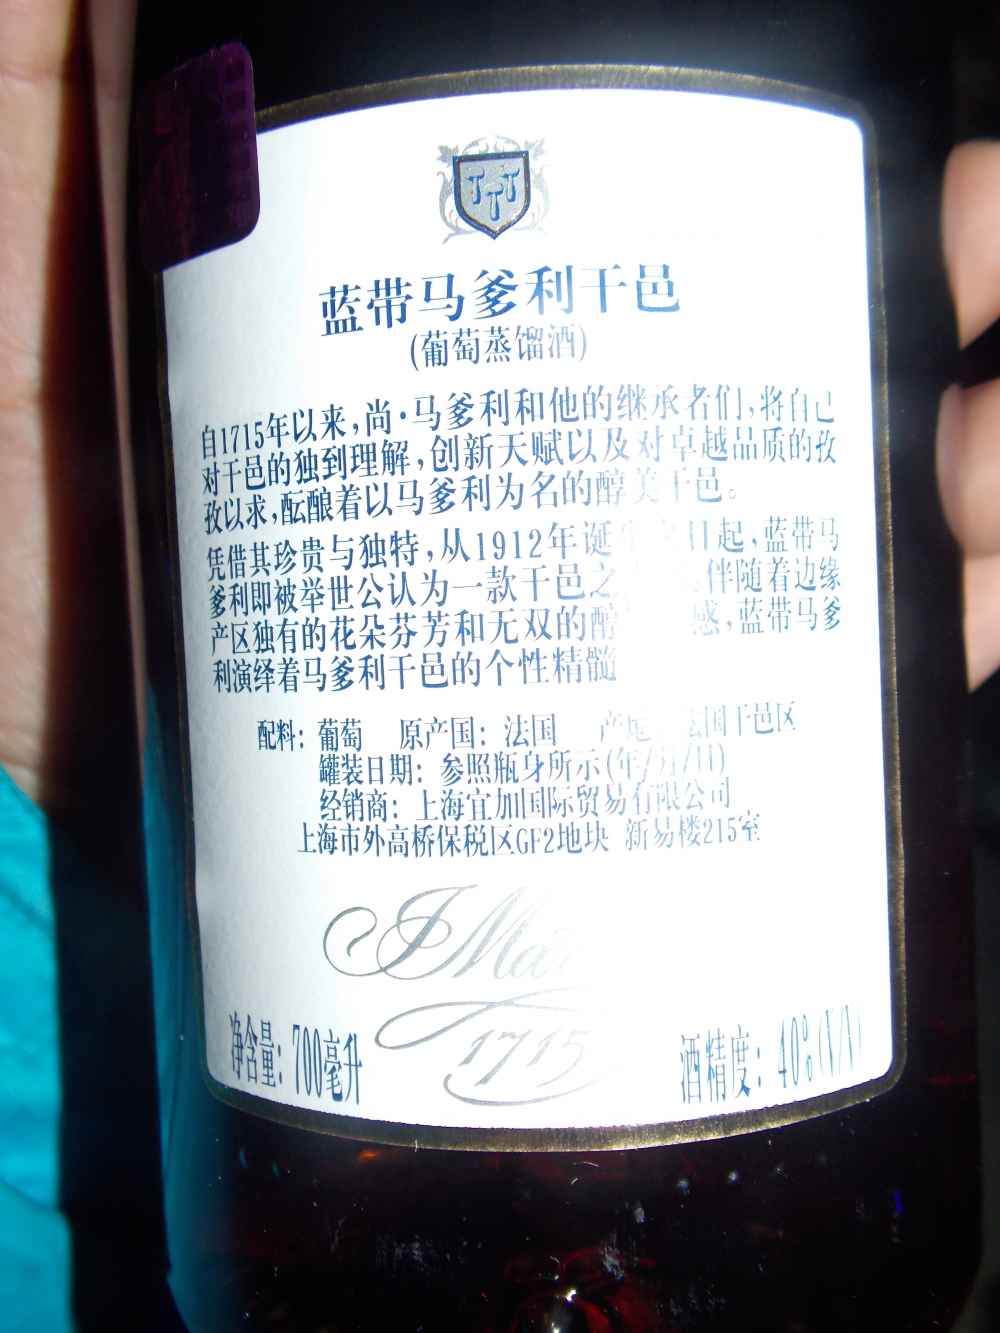 TTT
蓝带马爹利干邑
(葡萄蒸馏酒)
自1715年以来,尚·马爹利和他的继承者们,将自己
对干邑的独到理解,创新天赋以及对卓越品质的孜
孜以求,酝酿着以马爹利为名的醇美干邑。
凭借其珍贵与独特,从1912年诞 日起,蓝带马
爹利即被举世公认为一款干邑之 伴随着边缘
产区独有的花朵芬芳和无双的醇 感,蓝带马爹
利演绎着马爹利干邑的个性精髓
配料: 葡萄 原产国: 法国 产地 法国干邑区
罐装日期: 参照瓶身所示(年/月/日)
经销商: 上海宜加国际贸易有限公司
上海市外高桥保税区GF2地块 新易楼215室
J Ma
1715
净含量: 700毫升 酒精度: 40%(V/V)